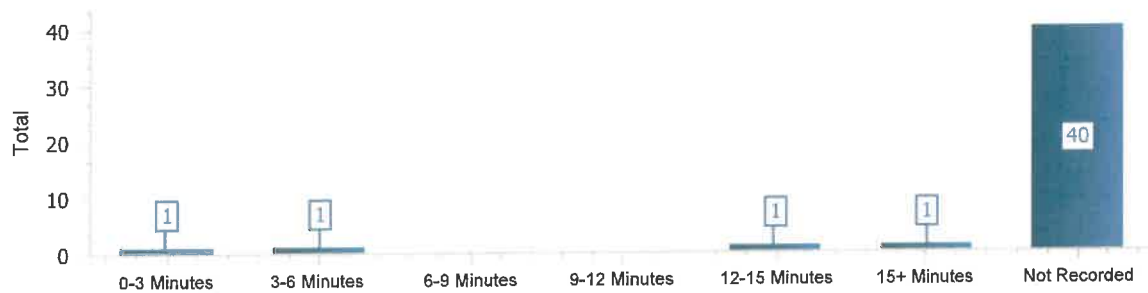 Total
40
30
20
10
0
1
1
1
1
40
0-3 Minutes
3-6 Minutes
6-9 Minutes
9-12 Minutes
12-15 Minutes
15+ Minutes
Not Recorded